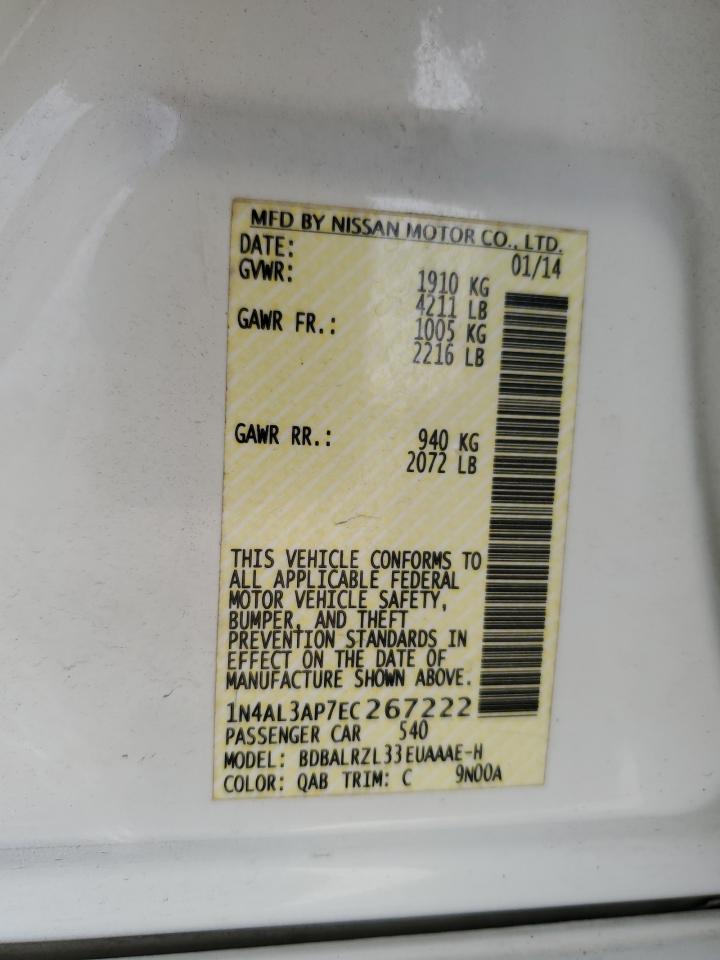 MFD BY NISSAN MOTOR CO., LTD.
DATE: 01/14
GVWR: 1910 KG
4211 LB
GAWR FR.: 1005 KG
2216 LB
GAWR RR.: 940 KG
2072 LB
THIS VEHICLE CONFORMS TO
ALL APPLICABLE FEDERAL
MOTOR VEHICLE SAFETY,
BUMPER, AND THEFT
PREVENTION STANDARDS IN
EFFECT ON THE DATE OF
MANUFACTURE SHOWN ABOVE.
1N4AL3AP7EC267222
PASSENGER CAR 540
MODEL: BDBALRZL33EUAAAE-H
COLOR: QAB TRIM: C 9N00A